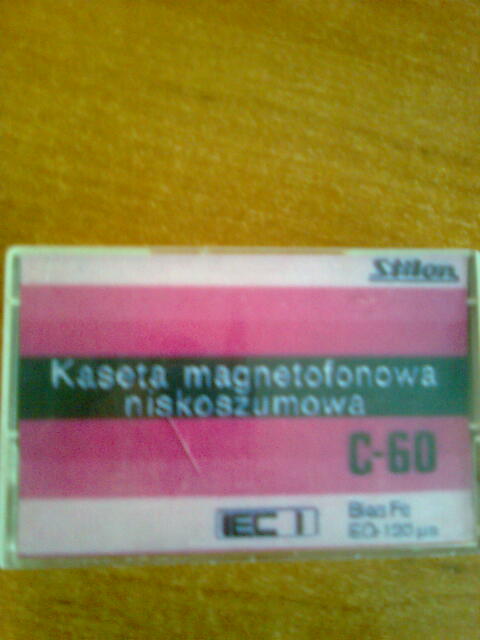 Stilon
Kaseta magnetofonowa
niskoszumowa
C-60
IEC I
Bias Fe
EQ-120 μs